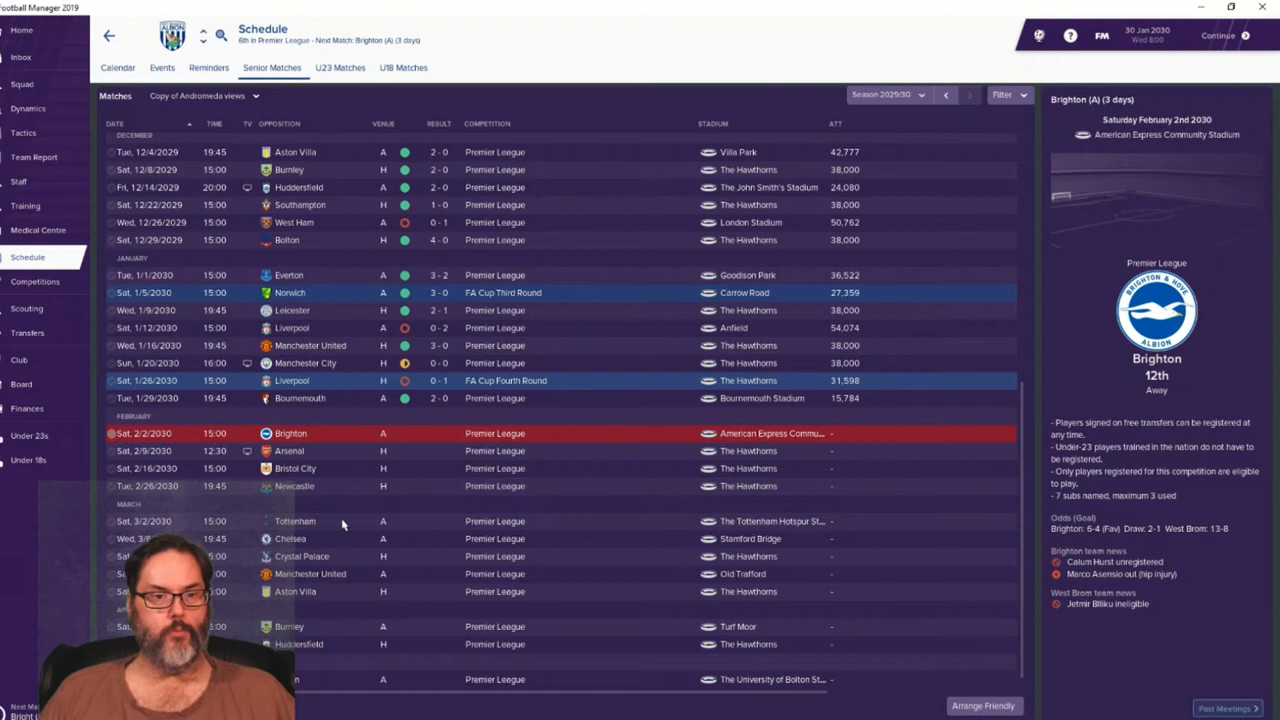 Football Manager 2019
Home
Inbox
Squad
Dynamics
Tactics
Team Report
Staff
Training
Medical Centre
Schedule
Competitions
Scouting
Transfers
Club
Board
Finances
Under 23s
Under 18s
Next Ma
Bright
ALBION
Schedule
6th in Premier League - Next Match: Brighton (A) (3 days)
FM
30 Jan 2030
Wed 8:00
Continue
Calendar Events Reminders Senior Matches U23 Matches U18 Matches
Matches Copy of Andromeda views Season 2029/30 Filter
DATE TIME TV OPPOSITION VENUE RESULT COMPETITION STADIUM ATT
DECEMBER
Tue, 12/4/2029 19:45 Aston Villa A 2 - 0 Premier League Villa Park 42,777
Sat, 12/8/2029 15:00 Burnley H 2 - 0 Premier League The Hawthorns 38,000
Fri, 12/14/2029 20:00 Huddersfield A 2 - 0 Premier League The John Smith's Stadium 24,080
Sat, 12/22/2029 15:00 Southampton H 1 - 0 Premier League The Hawthorns 38,000
Wed, 12/26/2029 15:00 West Ham A 0 - 1 Premier League London Stadium 50,762
Sat, 12/29/2029 15:00 Bolton H 4 - 0 Premier League The Hawthorns 38,000
JANUARY
Tue, 1/1/2030 15:00 Everton A 3 - 2 Premier League Goodison Park 36,522
Sat, 1/5/2030 15:00 Norwich A 3 - 0 FA Cup Third Round Carrow Road 27,359
Wed, 1/9/2030 19:45 Leicester H 2 - 1 Premier League The Hawthorns 38,000
Sat, 1/12/2030 15:00 Liverpool A 0 - 2 Premier League Anfield 54,074
Wed, 1/16/2030 19:45 Manchester United H 3 - 0 Premier League The Hawthorns 38,000
Sun, 1/20/2030 16:00 Manchester City H 0 - 0 Premier League The Hawthorns 38,000
Sat, 1/26/2030 15:00 Liverpool H 0 - 1 FA Cup Fourth Round The Hawthorns 31,598
Tue, 1/29/2030 19:45 Bournemouth A 2 - 0 Premier League Bournemouth Stadium 15,784
FEBRUARY
Sat, 2/2/2030 15:00 Brighton A Premier League American Express Commu... -
Sat, 2/9/2030 12:30 Arsenal H Premier League The Hawthorns -
Sat, 2/16/2030 15:00 Bristol City H Premier League The Hawthorns -
Tue, 2/26/2030 19:45 Newcastle H Premier League The Hawthorns -
MARCH
Sat, 3/2/2030 15:00 Tottenham A Premier League The Tottenham Hotspur St... -
Wed, 3/6 19:45 Chelsea A Premier League Stamford Bridge -
Crystal Palace H Premier League The Hawthorns -
Manchester United A Premier League Old Trafford -
Aston Villa H Premier League The Hawthorns -
Burnley A Premier League Turf Moor -
Huddersfield H Premier League The Hawthorns -
A Premier League The University of Bolton St... -
Arrange Friendly
Brighton (A) (3 days)
Saturday February 2nd 2030
American Express Community Stadium
Premier League
BRIGHTON & HOVE
ALBION
Brighton
12th
Away
- Players signed on free transfers can be registered at
any time.
- Under-23 players trained in the nation do not have to
be registered.
- Only players registered for this competition are eligible
to play.
- 7 subs named, maximum 3 used
Odds (Goal)
Brighton: 6-4 (Fav) Draw: 2-1 West Brom: 13-8
Brighton team news
Calum Hurst unregistered
Marco Asensio out (hip injury)
West Brom team news
Jetmir Blliku ineligible
Past Meetings >